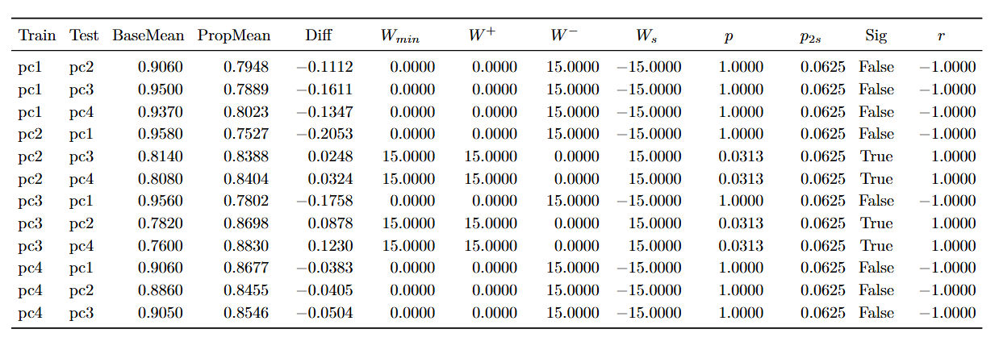 Train Test BaseMean PropMean Diff W_min W^+ W^− W_s p p_2s Sig r
pc1 pc2 0.9060 0.7948 −0.1112 0.0000 0.0000 15.0000 −15.0000 1.0000 0.0625 False −1.0000
pc1 pc3 0.9500 0.7889 −0.1611 0.0000 0.0000 15.0000 −15.0000 1.0000 0.0625 False −1.0000
pc1 pc4 0.9370 0.8023 −0.1347 0.0000 0.0000 15.0000 −15.0000 1.0000 0.0625 False −1.0000
pc2 pc1 0.9580 0.7527 −0.2053 0.0000 0.0000 15.0000 −15.0000 1.0000 0.0625 False −1.0000
pc2 pc3 0.8140 0.8388 0.0248 15.0000 15.0000 0.0000 15.0000 0.0313 0.0625 True 1.0000
pc2 pc4 0.8080 0.8404 0.0324 15.0000 15.0000 0.0000 15.0000 0.0313 0.0625 True 1.0000
pc3 pc1 0.9560 0.7802 −0.1758 0.0000 0.0000 15.0000 −15.0000 1.0000 0.0625 False −1.0000
pc3 pc2 0.7820 0.8698 0.0878 15.0000 15.0000 0.0000 15.0000 0.0313 0.0625 True 1.0000
pc3 pc4 0.7600 0.8830 0.1230 15.0000 15.0000 0.0000 15.0000 0.0313 0.0625 True 1.0000
pc4 pc1 0.9060 0.8677 −0.0383 0.0000 0.0000 15.0000 −15.0000 1.0000 0.0625 False −1.0000
pc4 pc2 0.8860 0.8455 −0.0405 0.0000 0.0000 15.0000 −15.0000 1.0000 0.0625 False −1.0000
pc4 pc3 0.9050 0.8546 −0.0504 0.0000 0.0000 15.0000 −15.0000 1.0000 0.0625 False −1.0000